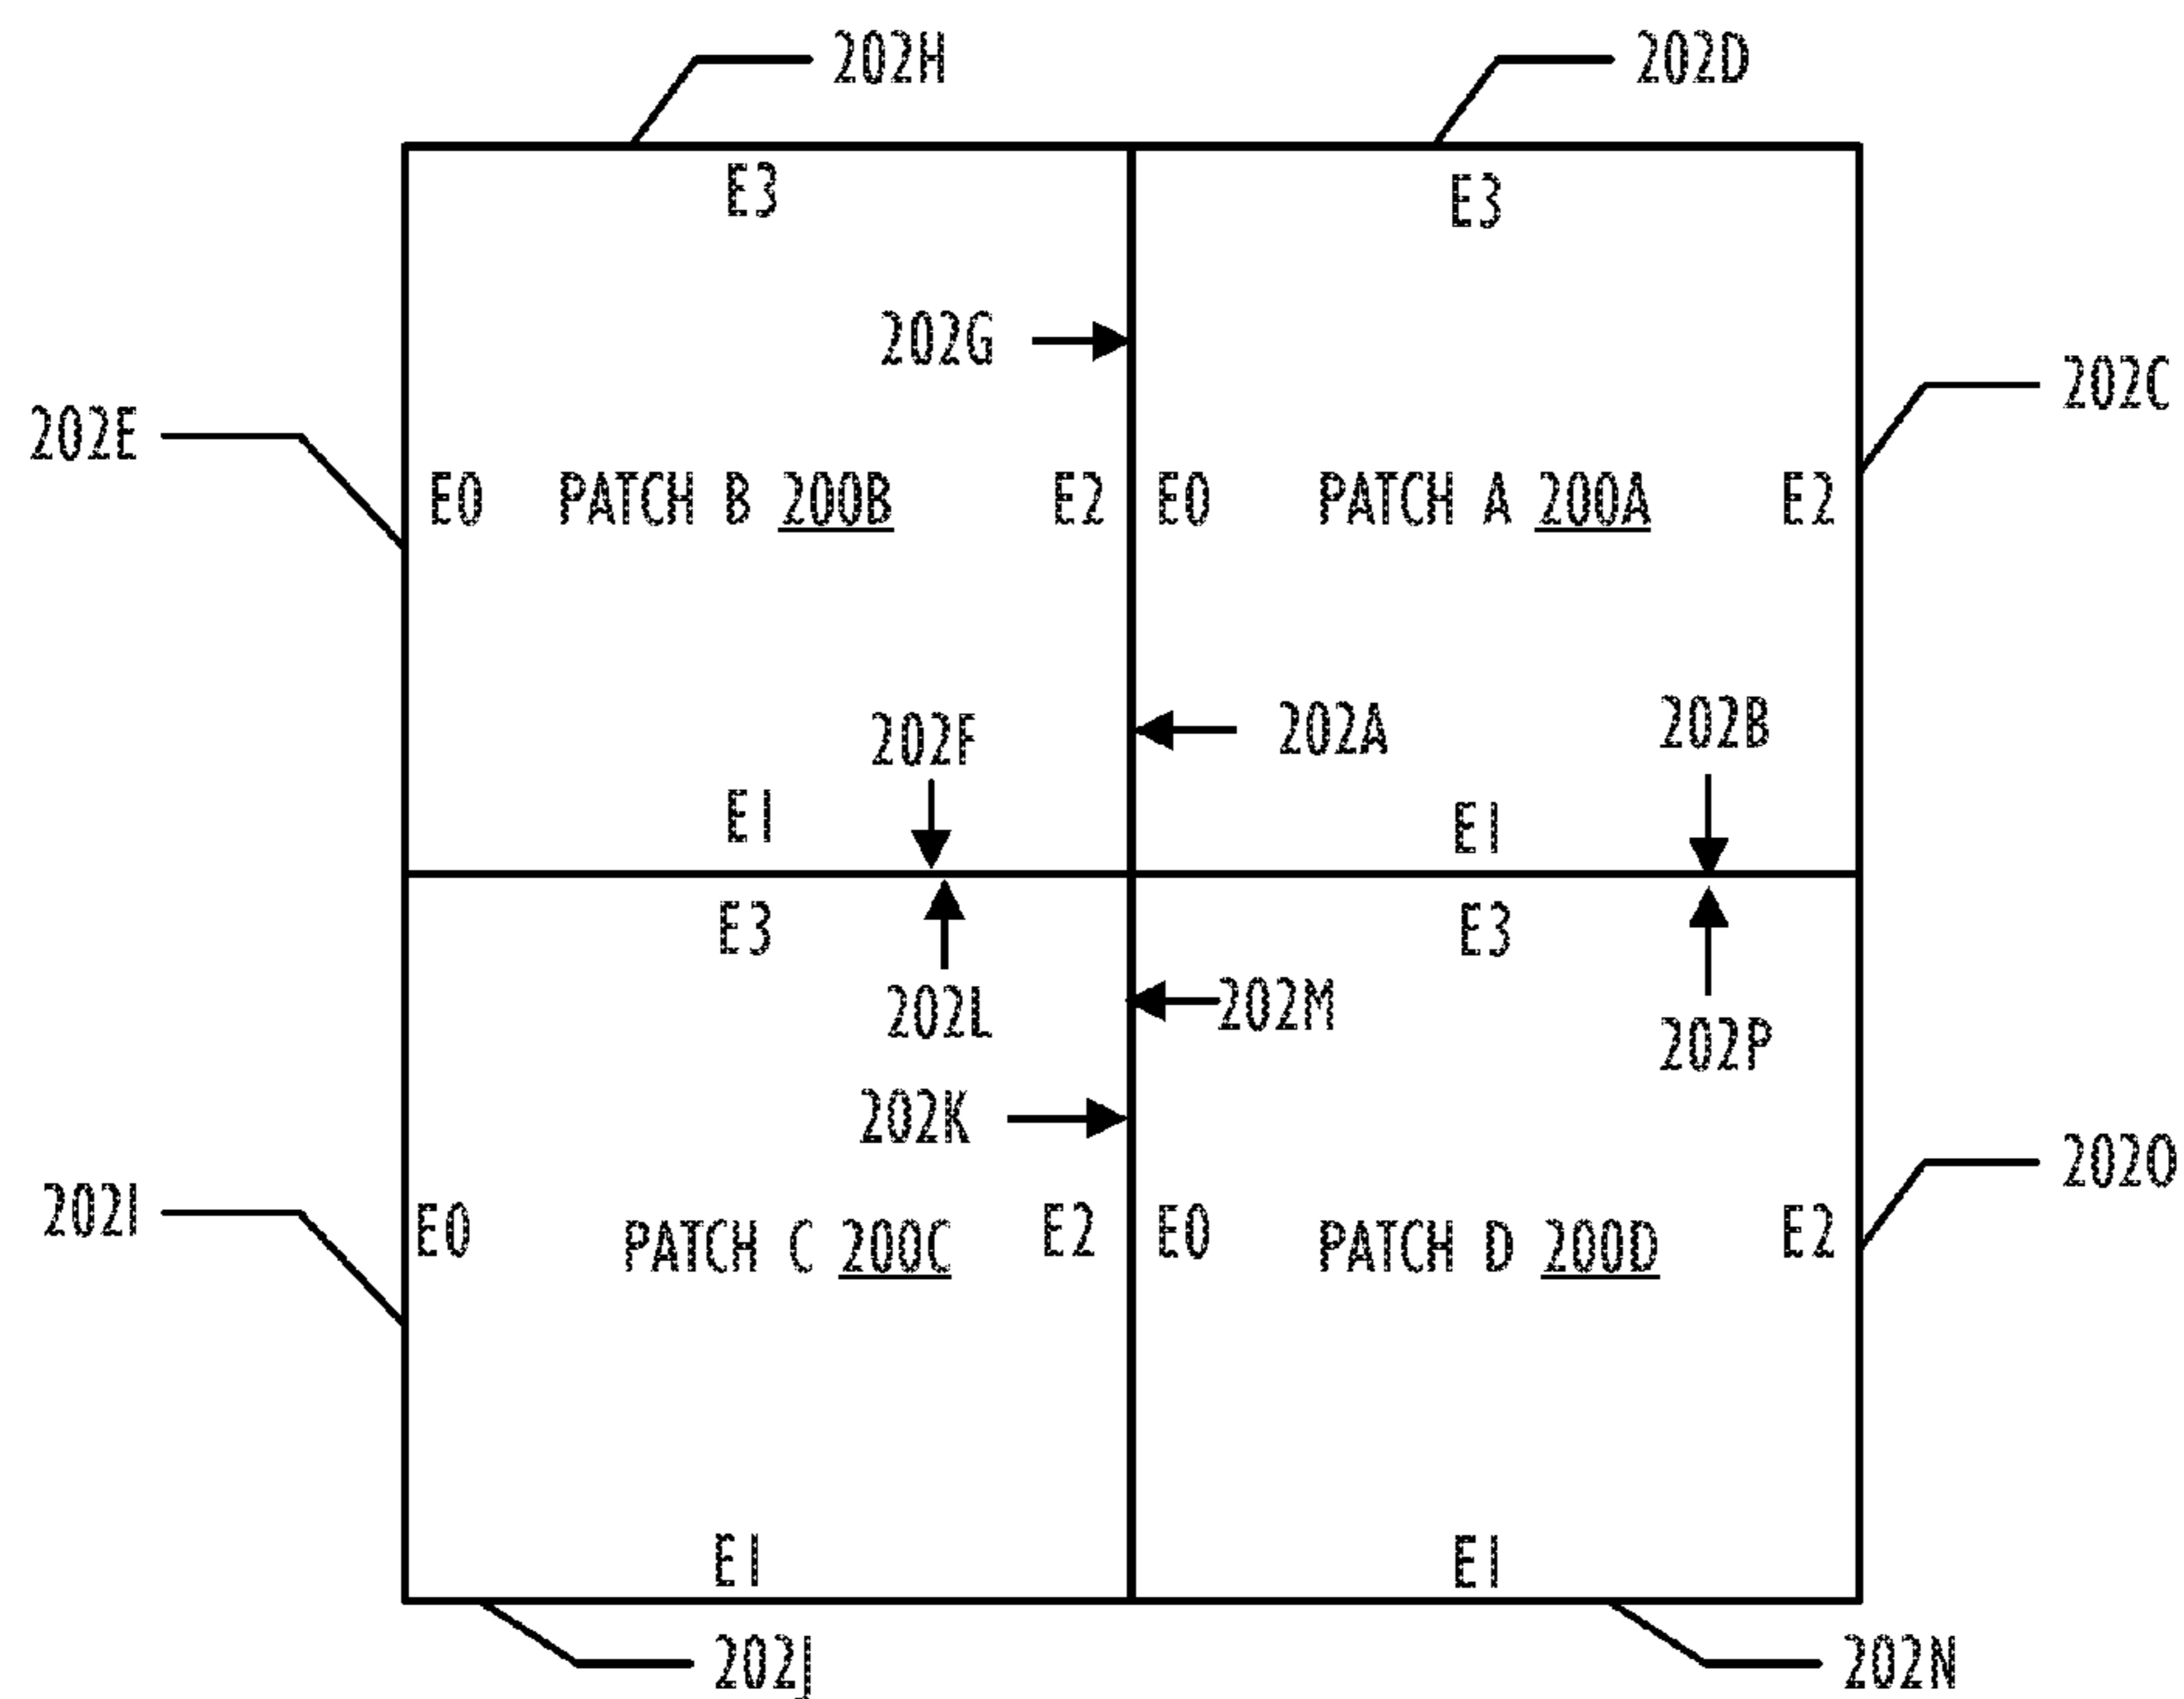 202H
202D
E3
E3
202G
202C
202E
E0 PATCH B 200B E2
E0 PATCH A 200A E2
202F
202A
202B
E1
E1
E3
E3
202L
202M
202P
202K
202O
202I
E0 PATCH C 200C E2
E0 PATCH D 200D E2
E1
E1
202J
202N